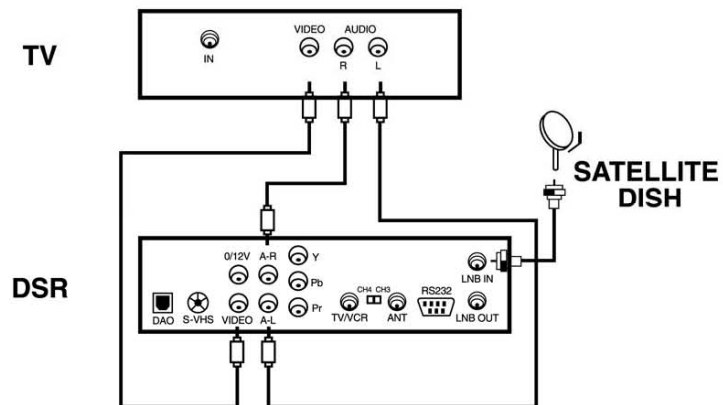 TV
VIDEO AUDIO
IN
R L
SATELLITE
DISH
DSR
0/12V A-R Y
LNB IN
Pb
CH4 CH3 RS232
Pr
DAO S-VHS VIDEO A-L TV/VCR ANT LNB OUT